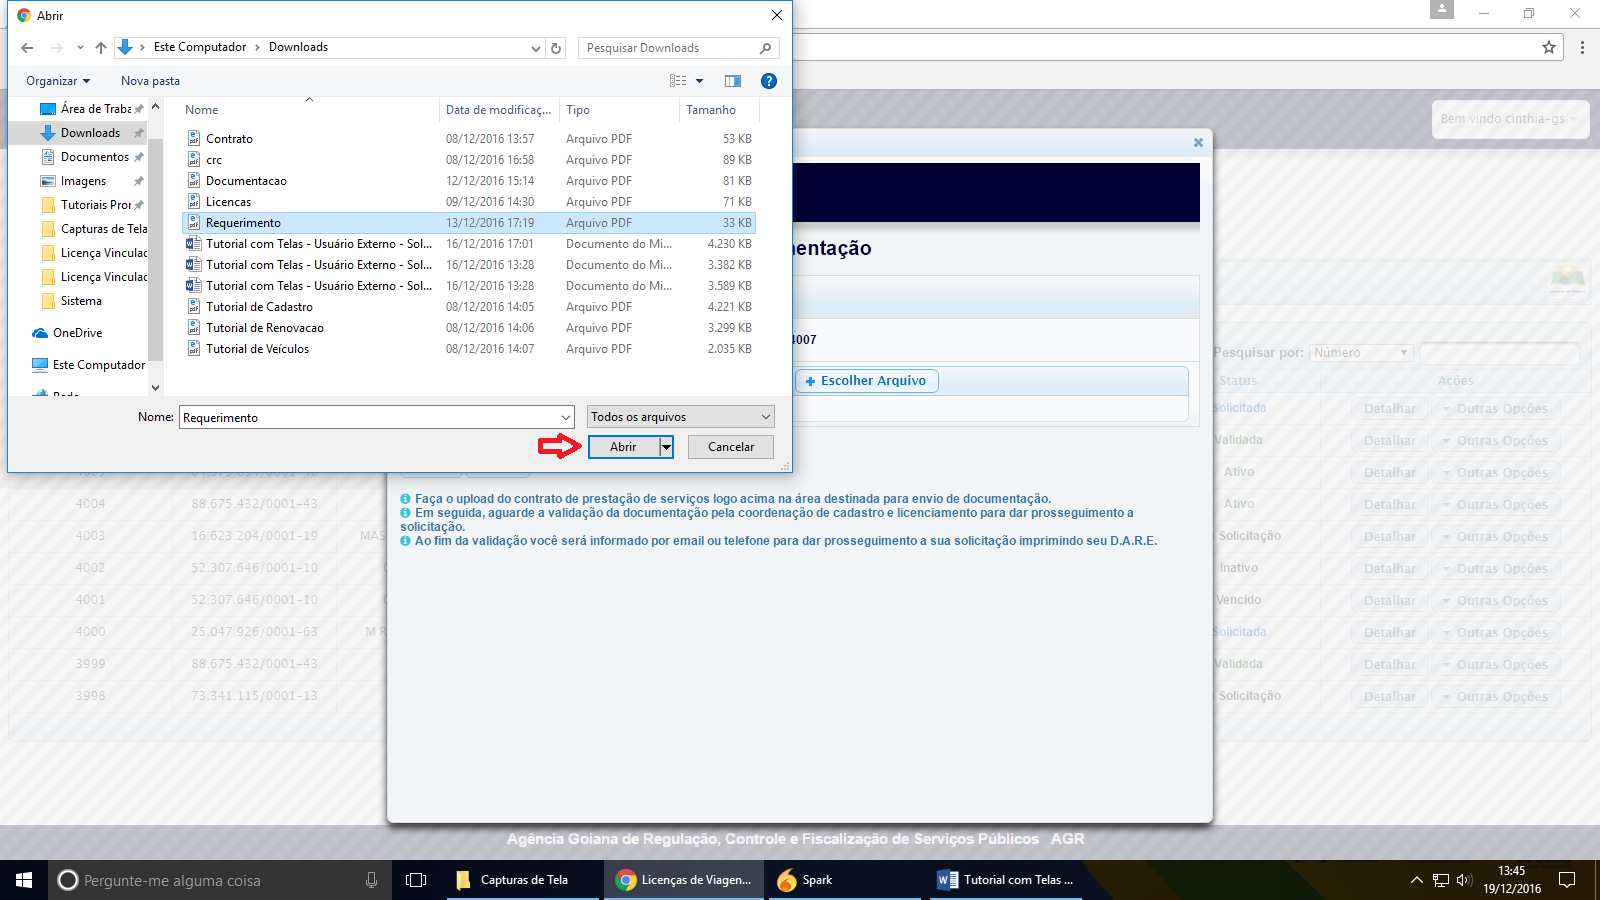 Abrir
Este Computador > Downloads
Pesquisar Downloads
Organizar
Nova pasta
Nome
Data de modificaç...
Tipo
Tamanho
Área de Traba
Downloads
Documentos
Imagens
Tutoriais Pror
Capturas de Tela
Licença Vinculac
Licença Vinculac
Sistema
OneDrive
Este Computador
Contrato 08/12/2016 13:57 Arquivo PDF 53 KB
crc 08/12/2016 16:58 Arquivo PDF 89 KB
Documentacao 12/12/2016 15:14 Arquivo PDF 81 KB
Licencas 09/12/2016 14:30 Arquivo PDF 71 KB
Requerimento 13/12/2016 17:19 Arquivo PDF 33 KB
Tutorial com Telas - Usuário Externo - Sol... 16/12/2016 17:01 Documento do Mi... 4.230 KB
Tutorial com Telas - Usuário Externo - Sol... 16/12/2016 13:28 Documento do Mi... 3.382 KB
Tutorial com Telas - Usuário Externo - Sol... 16/12/2016 13:28 Documento do Mi... 3.589 KB
Tutorial de Cadastro 08/12/2016 14:05 Arquivo PDF 4.221 KB
Tutorial de Renovacao 08/12/2016 14:06 Arquivo PDF 3.299 KB
Tutorial de Veículos 08/12/2016 14:07 Arquivo PDF 2.035 KB
Nome: Requerimento
Todos os arquivos
Abrir
Cancelar
Bem vindo cinthia-gs
mentação
4007
Escolher Arquivo
Faça o upload do contrato de prestação de serviços logo acima na área destinada para envio de documentação.
Em seguida, aguarde a validação da documentação pela coordenação de cadastro e licenciamento para dar prosseguimento a
solicitação.
Ao fim da validação você será informado por email ou telefone para dar prosseguimento a sua solicitação imprimindo seu D.A.R.E.
Pesquisar por: Número
Status Ações
Solicitada Detalhar Outras Opções
Validada Detalhar Outras Opções
Ativo Detalhar Outras Opções
4004 88.675.432/0001-43 Ativo Detalhar Outras Opções
4003 16.623.204/0001-19 MAS Solicitação Detalhar Outras Opções
4002 52.307.646/0001-10 Inativo Detalhar Outras Opções
4001 52.307.646/0001-10 Vencido Detalhar Outras Opções
4000 25.047.926/0001-63 M R Solicitada Detalhar Outras Opções
3999 88.675.432/0001-43 Validada Detalhar Outras Opções
3998 73.341.115/0001-13 Solicitação Detalhar Outras Opções
Agência Goiana de Regulação, Controle e Fiscalização de Serviços Públicos AGR
Pergunte-me alguma coisa
Capturas de Tela
Licenças de Viagen...
Spark
Tutorial com Telas ...
13:45
19/12/2016